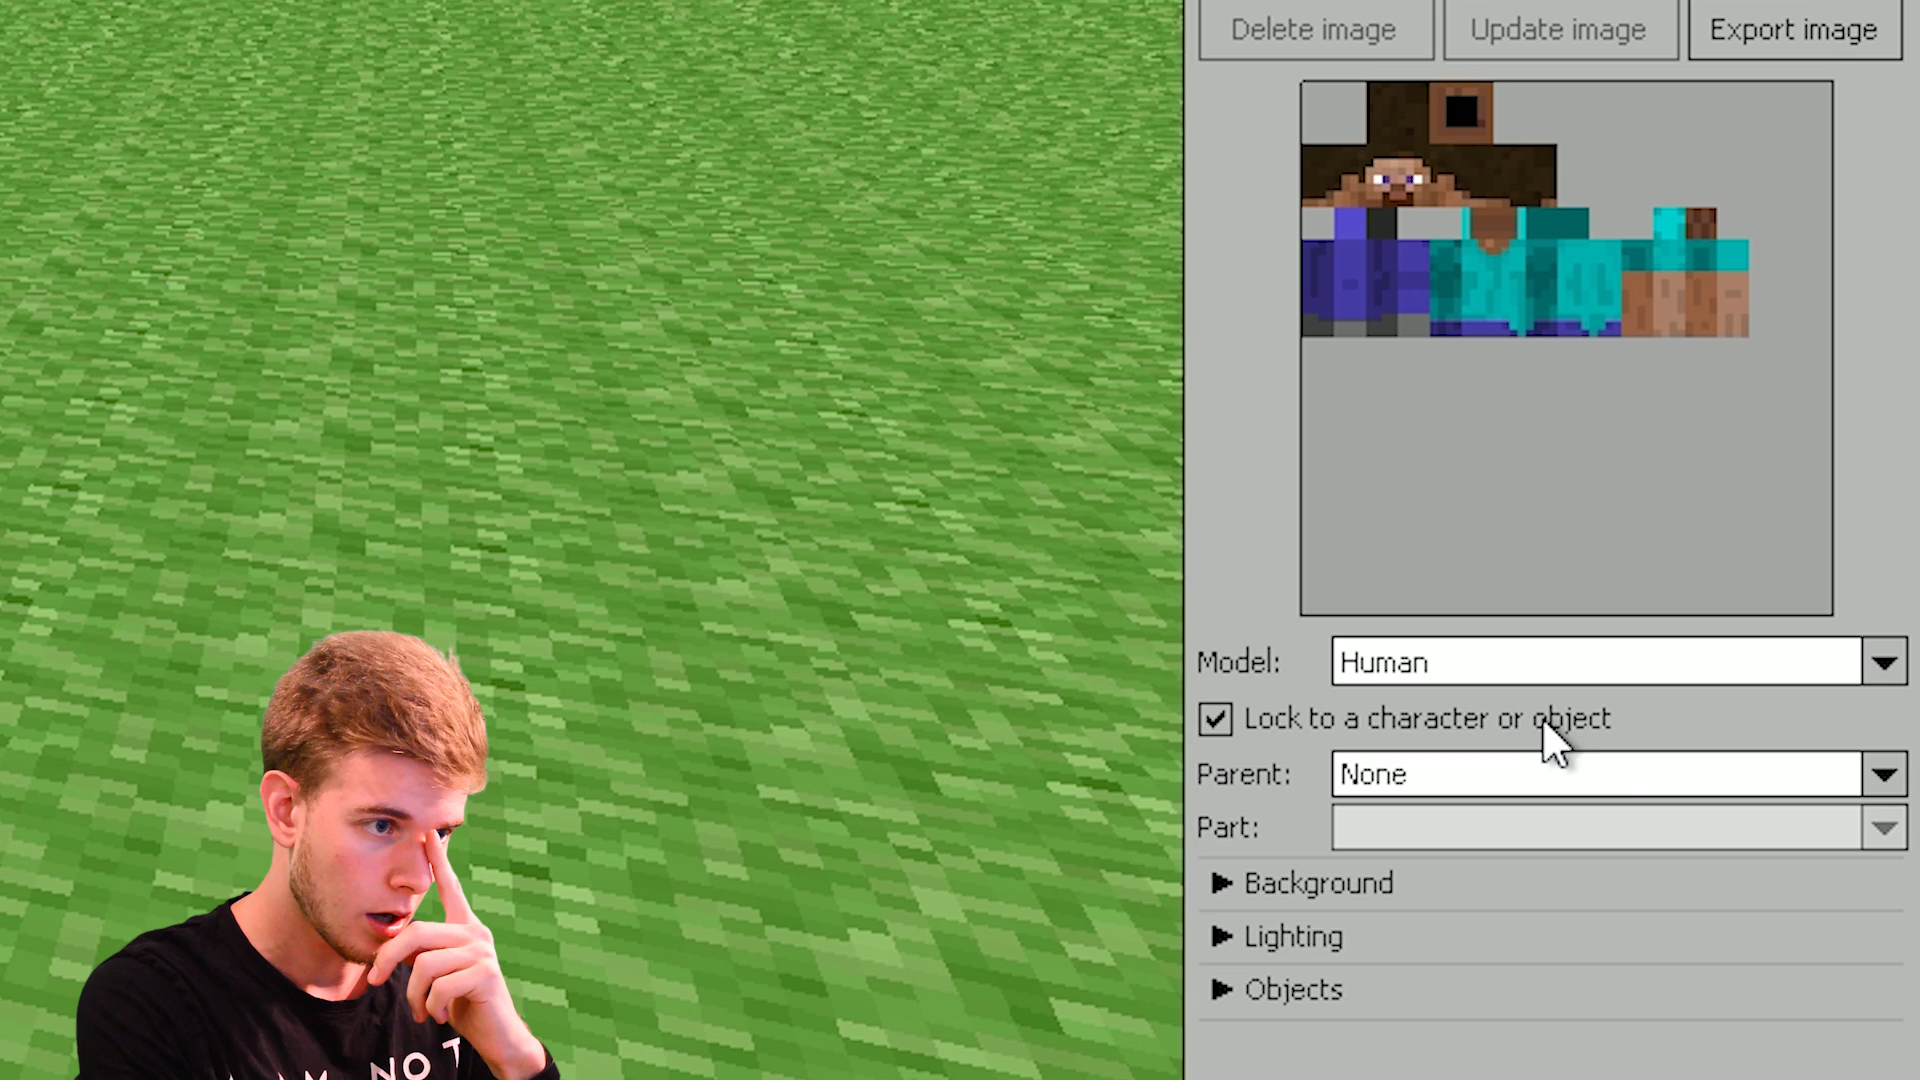 Delete image
Update image
Export image
Model: Human
Lock to a character or object
Parent: None
Part:
Background
Lighting
Objects
NOT